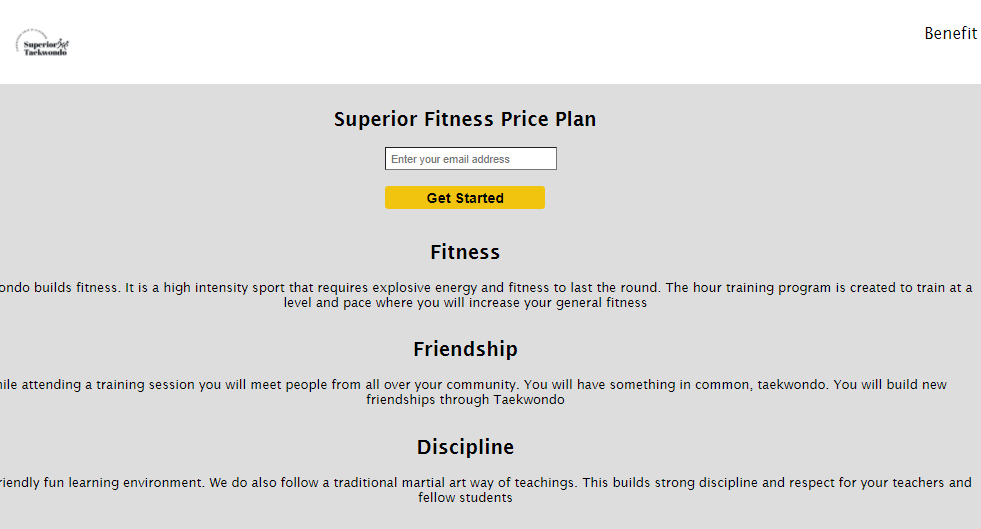 Superior
Taekwondo
Benefit
Superior Fitness Price Plan
Enter your email address
Get Started
Fitness
ondo builds fitness. It is a high intensity sport that requires explosive energy and fitness to last the round. The hour training program is created to train at a
level and pace where you will increase your general fitness
Friendship
ile attending a training session you will meet people from all over your community. You will have something in common, taekwondo. You will build new
friendships through Taekwondo
Discipline
riendly fun learning environment. We do also follow a traditional martial art way of teachings. This builds strong discipline and respect for your teachers and
fellow students